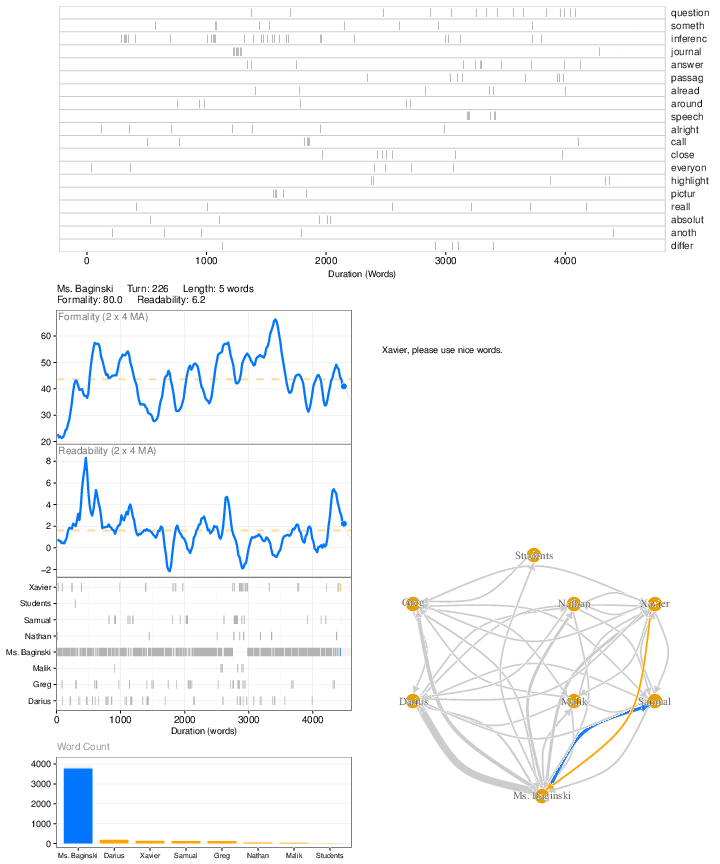 question
someth
inferenc
journal
answer
passag
alread
around
speech
alright
call
close
everyon
highlight
pictur
reall
absolut
anoth
differ
0 1000 2000 3000 4000
Duration (Words)
Ms. Baginski Turn: 226 Length: 5 words
Formality: 80.0 Readability: 6.2
Formality (2 x 4 MA)
60
50
40
30
20
Xavier, please use nice words.
Readability (2 x 4 MA)
8
6
4
2
0
−2
Xavier
Students
Samual
Nathan
Ms. Baginski
Malik
Greg
Darius
0 1000 2000 3000 4000
Duration (words)
Students
Greg Nathan Xavier
Darius Malik Samual
Ms. Baginski
Word Count
4000
3000
2000
1000
0
Ms. Baginski Darius Xavier Samual Greg Nathan Malik Students